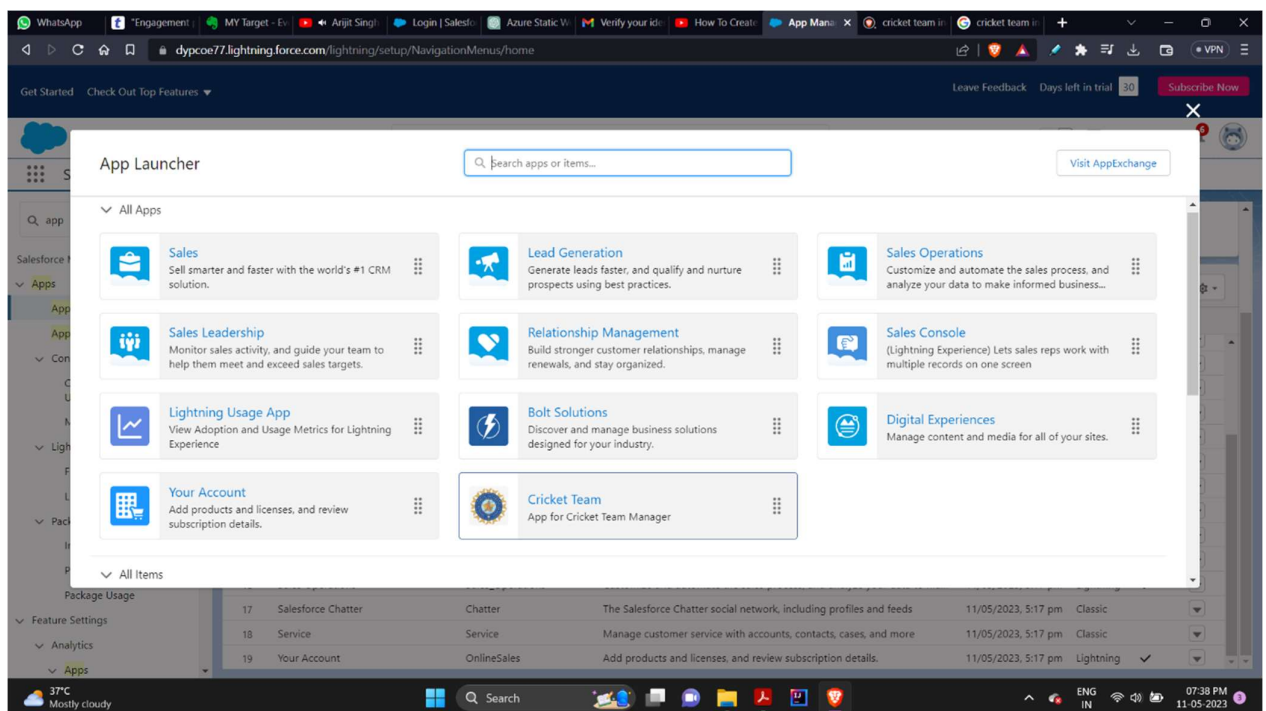 WhatsApp
"Engagement
MY Target - Ev
Arijit Singh
Login | Salesfo
Azure Static W
Verify your ide
How To Create
App Mana
cricket team in
cricket team in
dypcoe77.lightning.force.com/lightning/setup/NavigationMenus/home
VPN
Get Started
Check Out Top Features
Leave Feedback
Days left in trial 30
Subscribe Now
6
App Launcher
Search apps or items...
Visit AppExchange
S
app
Salesforce
Apps
App
App
Con
Ligh
Pack
All Apps
Sales
Sell smarter and faster with the world's #1 CRM
solution.
Lead Generation
Generate leads faster, and qualify and nurture
prospects using best practices.
Sales Operations
Customize and automate the sales process, and
analyze your data to make informed business...
Sales Leadership
Monitor sales activity, and guide your team to
help them meet and exceed sales targets.
Relationship Management
Build stronger customer relationships, manage
renewals, and stay organized.
Sales Console
(Lightning Experience) Lets sales reps work with
multiple records on one screen
Lightning Usage App
View Adoption and Usage Metrics for Lightning
Experience
Bolt Solutions
Discover and manage business solutions
designed for your industry.
Digital Experiences
Manage content and media for all of your sites.
Your Account
Add products and licenses, and review
subscription details.
Cricket Team
App for Cricket Team Manager
All Items
Package Usage
Feature Settings
Analytics
Apps
17 Salesforce Chatter Chatter The Salesforce Chatter social network, including profiles and feeds 11/05/2023, 5:17 pm Classic
18 Service Service Manage customer service with accounts, contacts, cases, and more 11/05/2023, 5:17 pm Classic
19 Your Account OnlineSales Add products and licenses, and review subscription details. 11/05/2023, 5:17 pm Lightning
37°C
Mostly cloudy
Search
ENG
IN
07:38 PM
11-05-2023
3